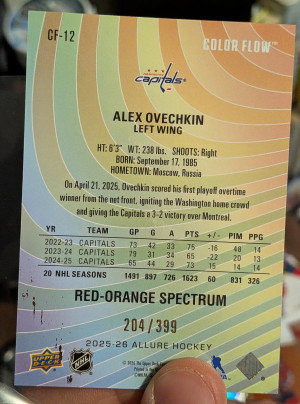 CF-12
COLOR FLOW™
capitals
ALEX OVECHKIN
LEFT WING
HT: 6'3" WT: 238 lbs. SHOOTS: Right
BORN: September 17, 1985
HOMETOWN: Moscow, Russia
On April 21, 2025, Ovechkin scored his first playoff overtime
winner from the net front, igniting the Washington home crowd
and giving the Capitals a 3-2 victory over Montreal.
YR TEAM GP G A PTS +/- PIM PPG
2022-23 CAPITALS 73 42 33 75 -16 48 14
2023-24 CAPITALS 79 31 34 65 -22 20 13
2024-25 CAPITALS 65 44 29 73 15 14 14
20 NHL SEASONS 1491 897 726 1623 60 831 326
RED-ORANGE SPECTRUM
204/399
2025-26 ALLURE HOCKEY
UPPER
DECK
NHL